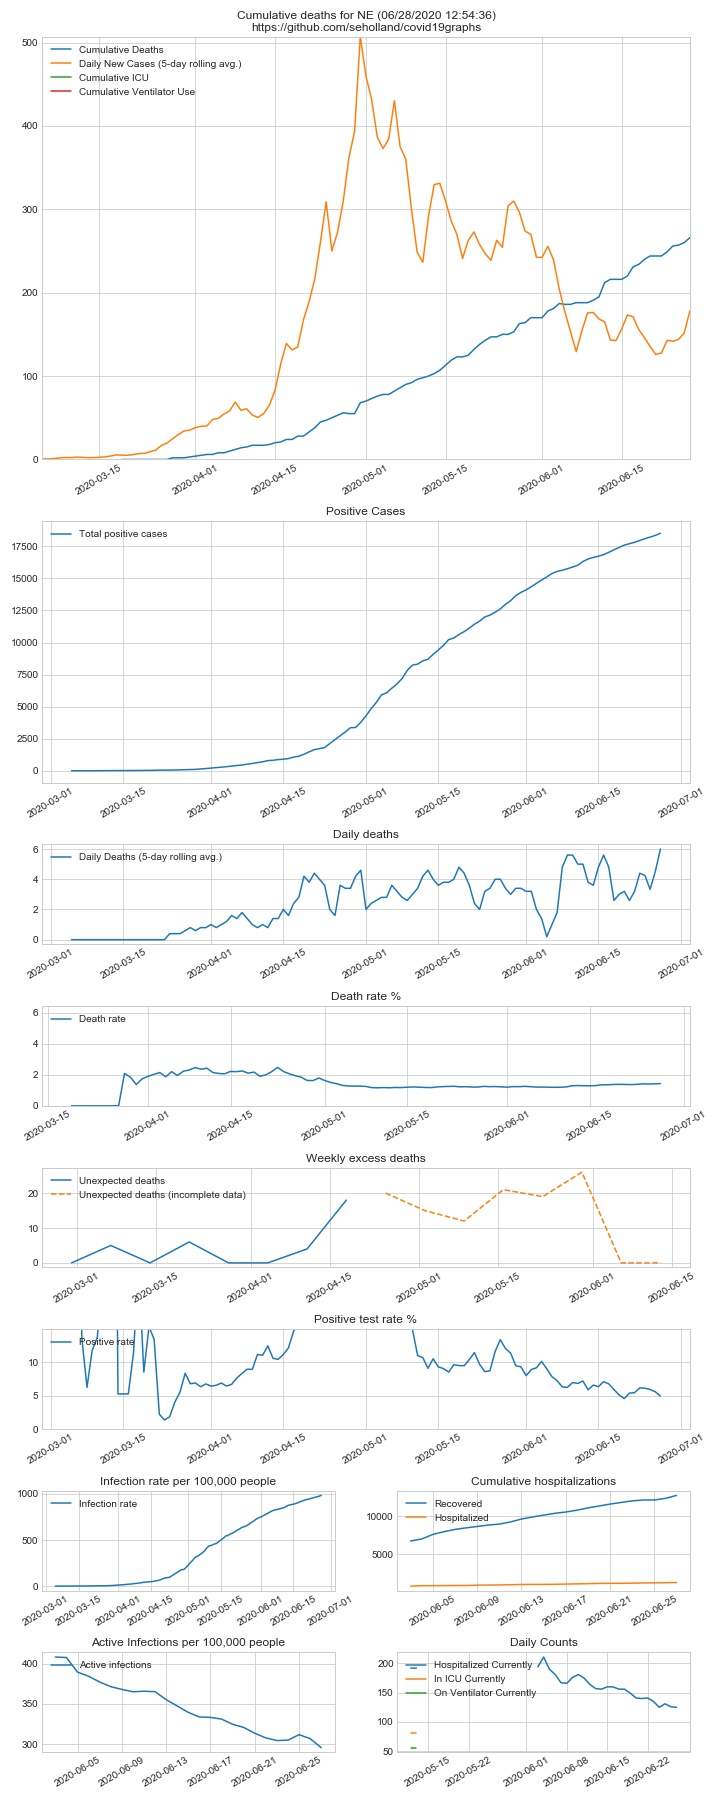 Cumulative deaths for NE (06/28/2020 12:54:36)
https://github.com/seholland/covid19graphs
Cumulative Deaths
Daily New Cases (5-day rolling avg.)
Cumulative ICU
Cumulative Ventilator Use
500
400
300
200
100
0
2020-03-15 2020-04-01 2020-04-15 2020-05-01 2020-05-15 2020-06-01 2020-06-15
Positive Cases
Total positive cases
17500
15000
12500
10000
7500
5000
2500
0
2020-03-01 2020-03-15 2020-04-01 2020-04-15 2020-05-01 2020-05-15 2020-06-01 2020-06-15 2020-07-01
Daily deaths
Daily Deaths (5-day rolling avg.)
6
4
2
0
2020-03-01 2020-03-15 2020-04-01 2020-04-15 2020-05-01 2020-05-15 2020-06-01 2020-06-15 2020-07-01
Death rate %
Death rate
6
4
2
0
2020-03-15 2020-04-01 2020-04-15 2020-05-01 2020-05-15 2020-06-01 2020-06-15 2020-07-01
Weekly excess deaths
Unexpected deaths
Unexpected deaths (incomplete data)
20
10
0
2020-03-01 2020-03-15 2020-04-01 2020-04-15 2020-05-01 2020-05-15 2020-06-01 2020-06-15
Positive test rate %
Positive rate
10
5
0
2020-03-01 2020-03-15 2020-04-01 2020-04-15 2020-05-01 2020-05-15 2020-06-01 2020-06-15 2020-07-01
Infection rate per 100,000 people
Infection rate
1000
500
0
2020-03-01 2020-03-15 2020-04-01 2020-04-15 2020-05-01 2020-05-15 2020-06-01 2020-06-15 2020-07-01
Cumulative hospitalizations
Recovered
Hospitalized
10000
5000
2020-06-05 2020-06-09 2020-06-13 2020-06-17 2020-06-21 2020-06-25
Active Infections per 100,000 people
Active infections
400
350
300
2020-06-05 2020-06-09 2020-06-13 2020-06-17 2020-06-21 2020-06-25
Daily Counts
Hospitalized Currently
In ICU Currently
On Ventilator Currently
200
150
100
50
2020-05-15 2020-05-22 2020-06-01 2020-06-08 2020-06-15 2020-06-22